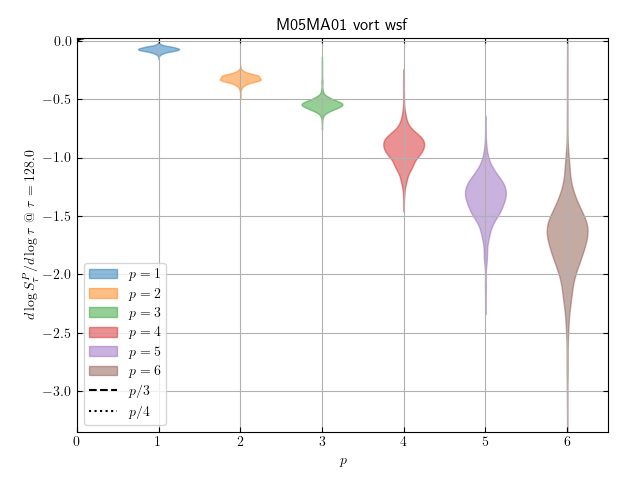 M05MA01 vort wsf
d log S_τ^P / d log τ @ τ = 128.0
0.0
−0.5
−1.0
−1.5
−2.0
−2.5
−3.0
p = 1
p = 2
p = 3
p = 4
p = 5
p = 6
p/3
p/4
0 1 2 3 4 5 6
p